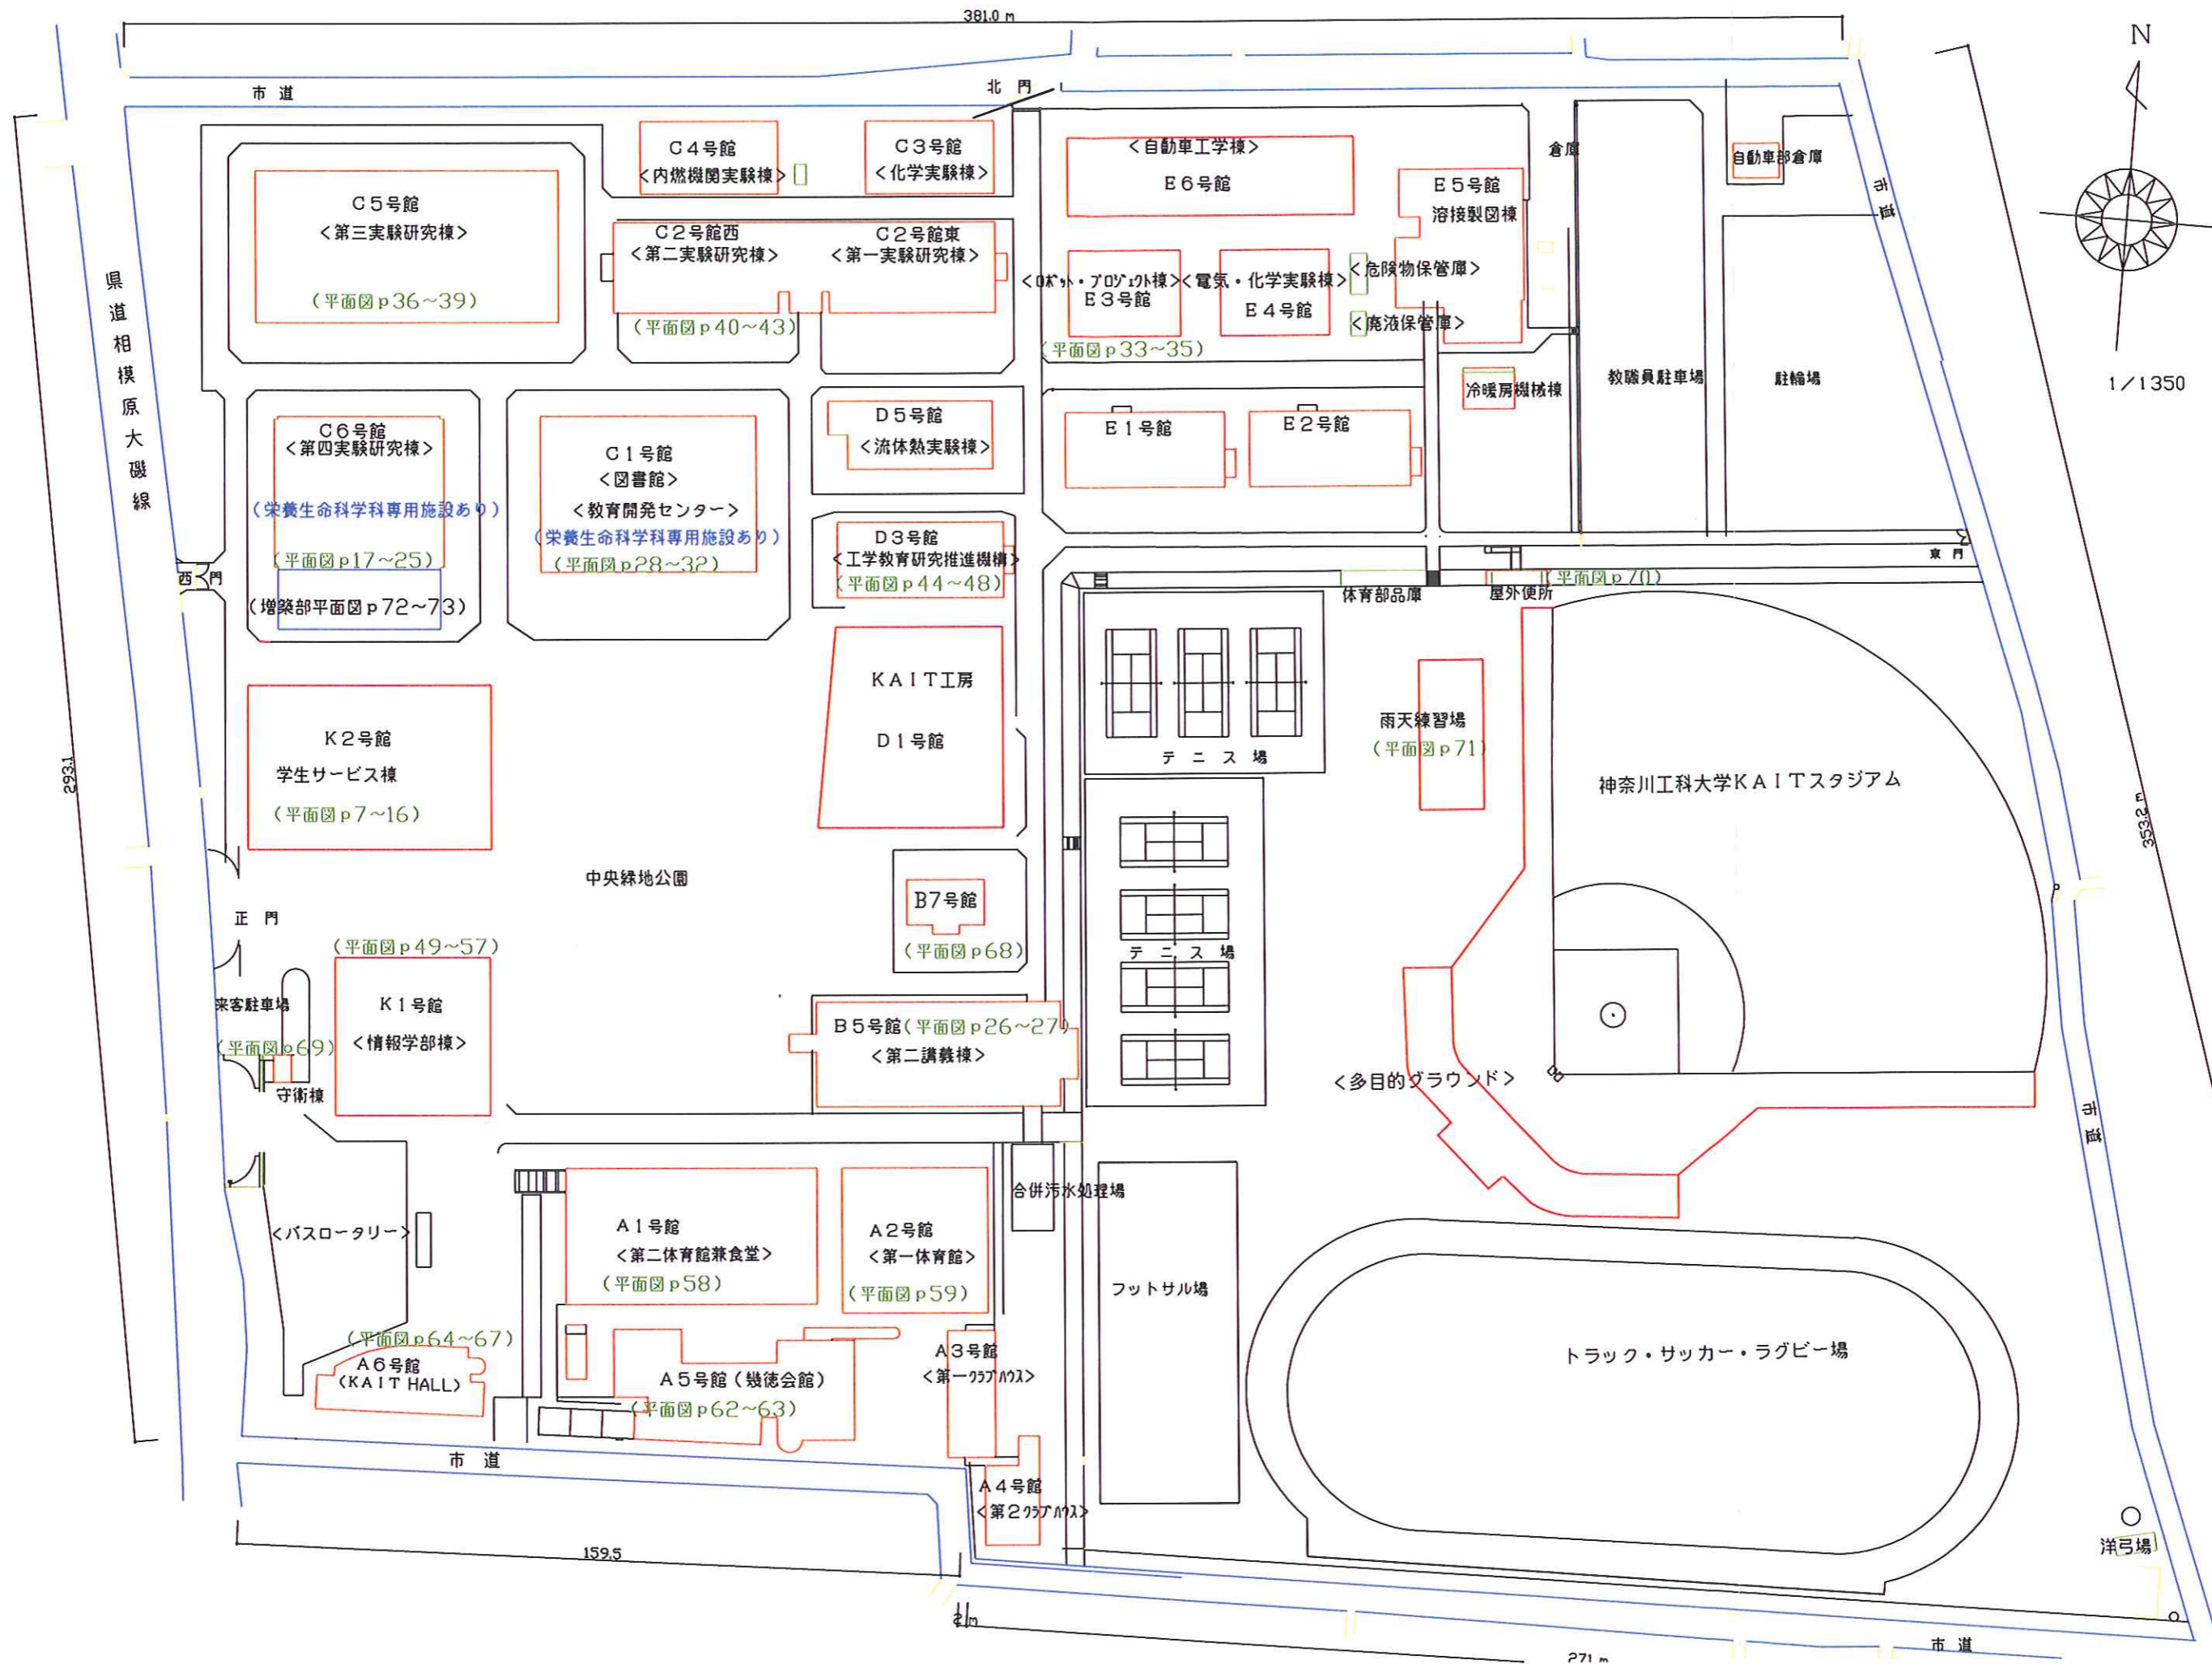 381.0 m
N
市 道
北 門
C4号館
<内燃機関実験棟>
C3号館
<化学実験棟>
<自動車工学棟>
E6号館
倉庫
自動車部倉庫
市道
C5号館
<第三実験研究棟>
(平面図p36~39)
C2号館西
<第二実験研究棟>
C2号館東
<第一実験研究棟>
(平面図p40~43)
E5号館
溶接製図棟
<ロボット・プロジェクト棟>
E3号館
<電気・化学実験棟>
E4号館
<危険物保管庫>
<廃液保管庫>
(平面図p33~35)
県道相模原大磯線
1/1350
冷暖房機械棟
教職員駐車場
駐輪場
C6号館
<第四実験研究棟>
(栄養生命科学科専用施設あり)
(平面図p17~25)
(増築部平面図p72~73)
C1号館
<図書館>
<教育開発センター>
(栄養生命科学科専用施設あり)
(平面図p28~32)
D5号館
<流体熱実験棟>
E1号館
E2号館
D3号館
<工学教育研究推進機構>
(平面図p44~48)
東 門
西 門
体育部品庫
屋外便所
(平面図p70)
KAIT工房
D1号館
K2号館
学生サービス棟
(平面図p7~16)
テ ニ ス 場
雨天練習場
(平面図p71)
神奈川工科大学KAITスタジアム
293.1
353.2 m
中央緑地公園
B7号館
(平面図p68)
正 門
(平面図p49~57)
テ ニ ス 場
来客駐車場
(平面図p69)
守衛棟
K1号館
<情報学部棟>
B5号館(平面図p26~27)
<第二講義棟>
<多目的グラウンド>
市道
<バスロータリー>
A1号館
<第二体育館兼食堂>
(平面図p58)
A2号館
<第一体育館>
(平面図p59)
合併汚水処理場
フットサル場
トラック・サッカー・ラグビー場
(平面図p64~67)
A6号館
(KAIT HALL)
A5号館(幾徳会館)
(平面図p62~63)
A3号館
<第一クラブハウス>
市 道
A4号館
<第2クラブハウス>
洋弓場
159.5
21m
271 m
市 道